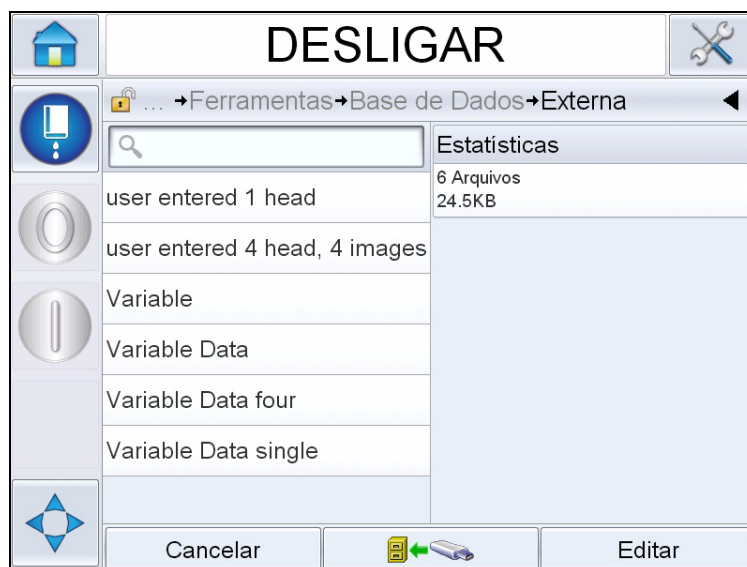 DESLIGAR
... →Ferramentas→Base de Dados→Externa
user entered 1 head
user entered 4 head, 4 images
Variable
Variable Data
Variable Data four
Variable Data single
Estatísticas
6 Arquivos
24.5KB
Cancelar
Editar